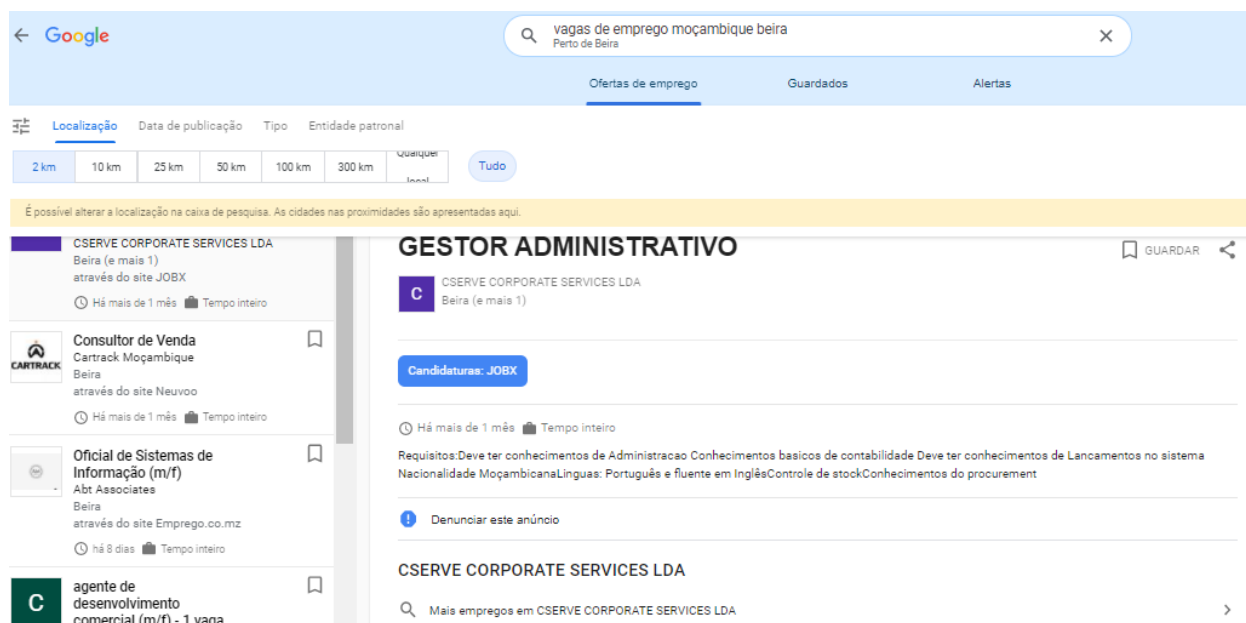 Google
vagas de emprego moçambique beira
Perto de Beira
Ofertas de emprego Guardados Alertas
Localização Data de publicação Tipo Entidade patronal
2 km 10 km 25 km 50 km 100 km 300 km Qualquer local Tudo
É possível alterar a localização na caixa de pesquisa. As cidades nas proximidades são apresentadas aqui.
CSERVE CORPORATE SERVICES LDA
Beira (e mais 1)
através do site JOBX
Há mais de 1 mês Tempo inteiro
CARTRACK
Consultor de Venda
Cartrack Moçambique
Beira
através do site Neuvoo
Há mais de 1 mês Tempo inteiro
Oficial de Sistemas de
Informação (m/f)
Abt Associates
Beira
através do site Emprego.co.mz
há 8 dias Tempo inteiro
C
agente de
desenvolvimento
comercial (m/f) - 1 vaga
GESTOR ADMINISTRATIVO
GUARDAR
C
CSERVE CORPORATE SERVICES LDA
Beira (e mais 1)
Candidaturas: JOBX
Há mais de 1 mês Tempo inteiro
Requisitos:Deve ter conhecimentos de Administracao Conhecimentos basicos de contabilidade Deve ter conhecimentos de Lancamentos no sistema
Nacionalidade MoçambicanaLinguas: Português e fluente em InglêsControle de stockConhecimentos do procurement
Denunciar este anúncio
CSERVE CORPORATE SERVICES LDA
Mais empregos em CSERVE CORPORATE SERVICES LDA